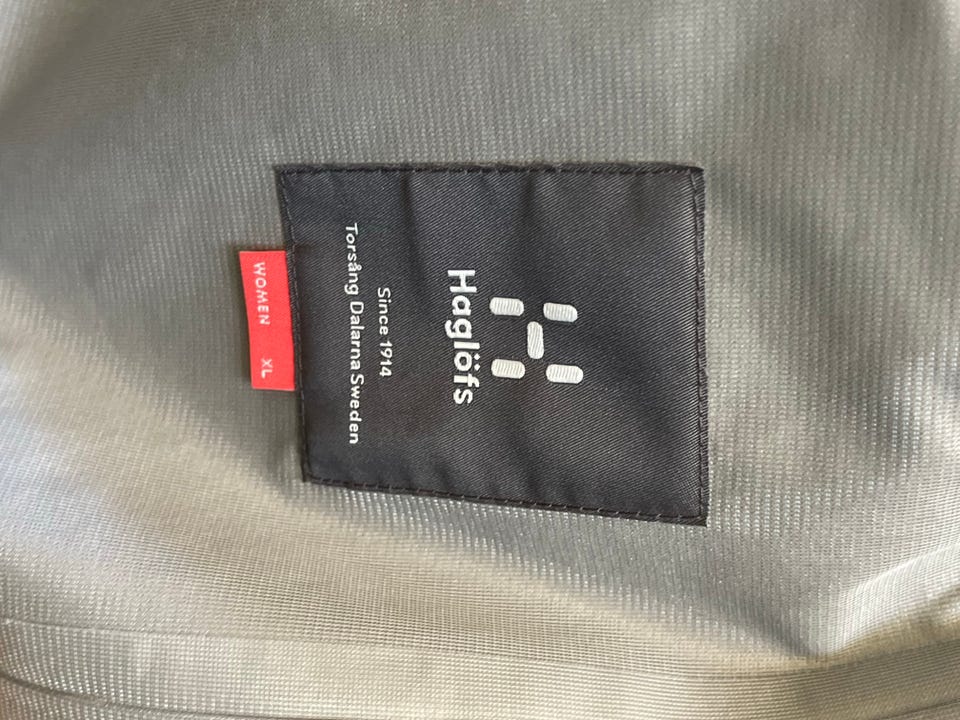 Haglöfs
Since 1914
Torsång Dalarna Sweden
WOMEN XL